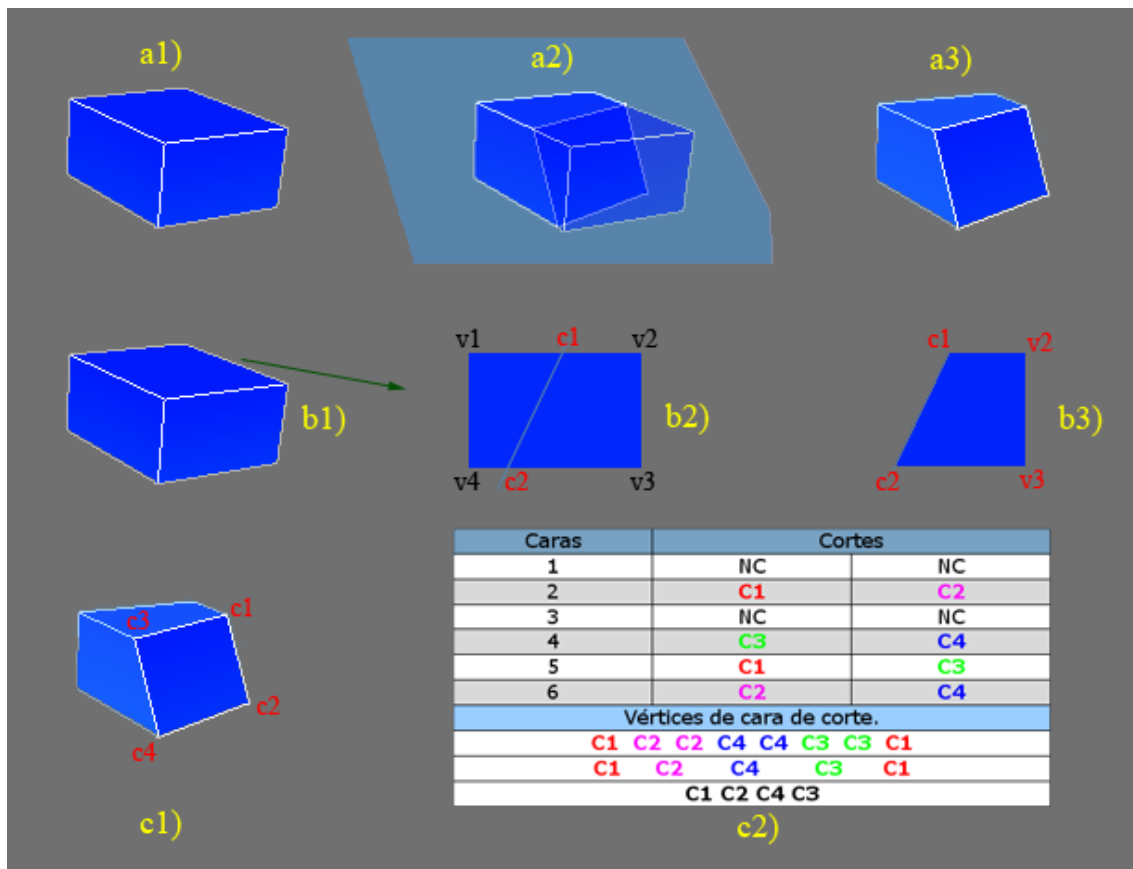 a1)
a2)
a3)
v1 c1 v2
c1 v2
b1)
b2)
b3)
v4 c2 v3
c2 v3
c3 c1
c2
c4
c1)
Caras Cortes
1 NC NC
2 C1 C2
3 NC NC
4 C3 C4
5 C1 C3
6 C2 C4
Vértices de cara de corte.
C1 C2 C2 C4 C4 C3 C3 C1
C1 C2 C4 C3 C1
C1 C2 C4 C3
c2)